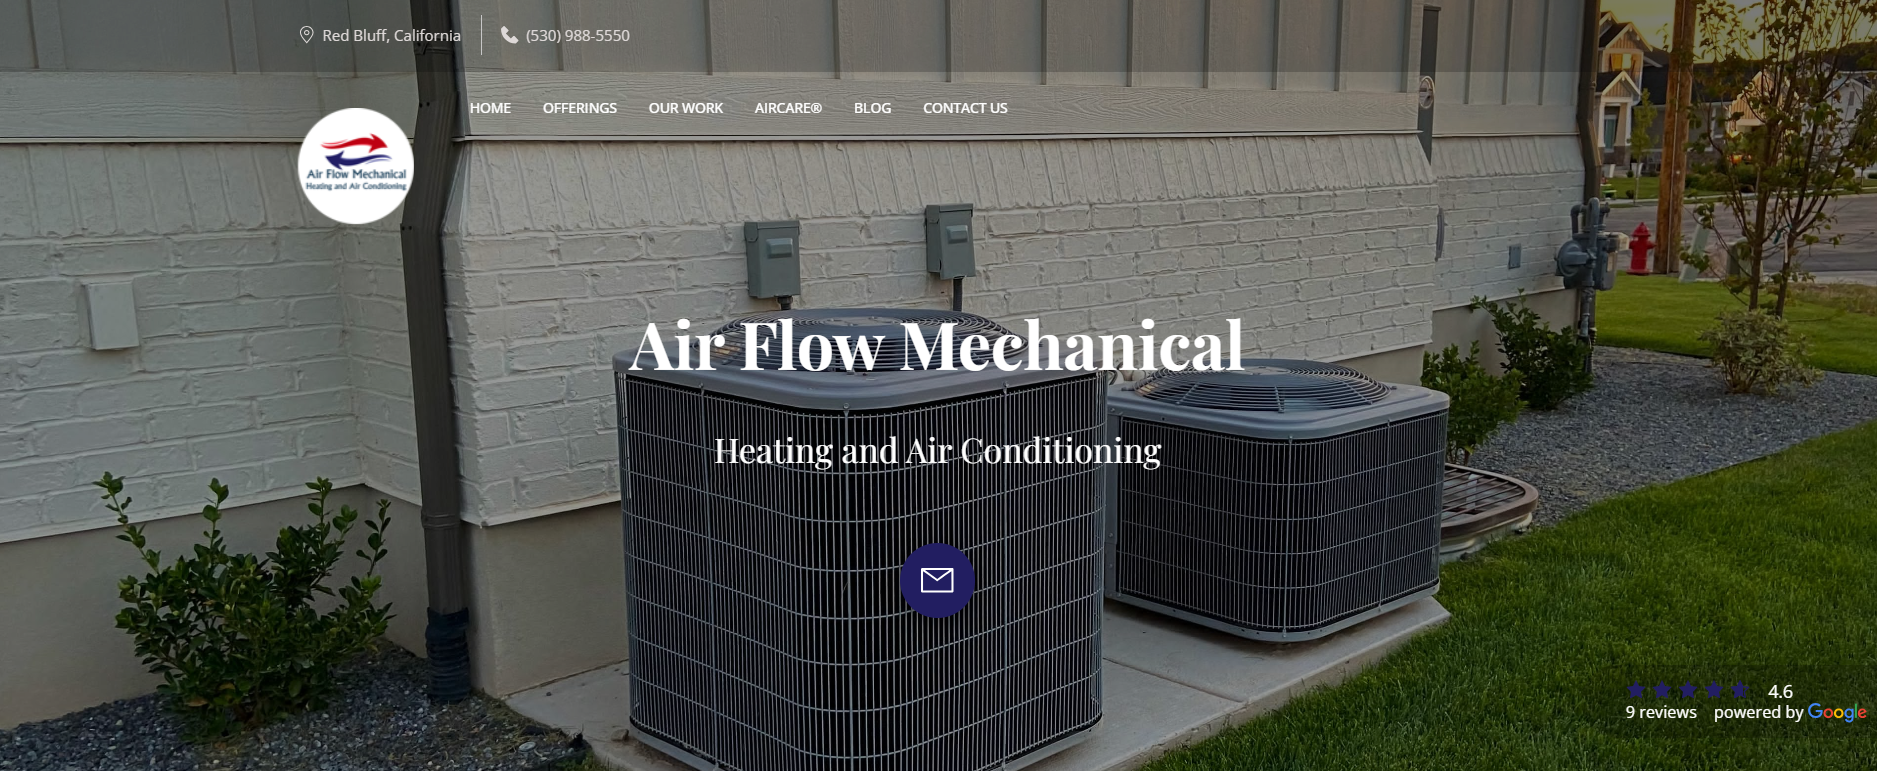 Red Bluff, California
(530) 988-5550
HOME OFFERINGS OUR WORK AIRCARE® BLOG CONTACT US
Air Flow Mechanical
Heating and Air Conditioning
Air Flow Mechanical
Heating and Air Conditioning
4.6
9 reviews powered by Google